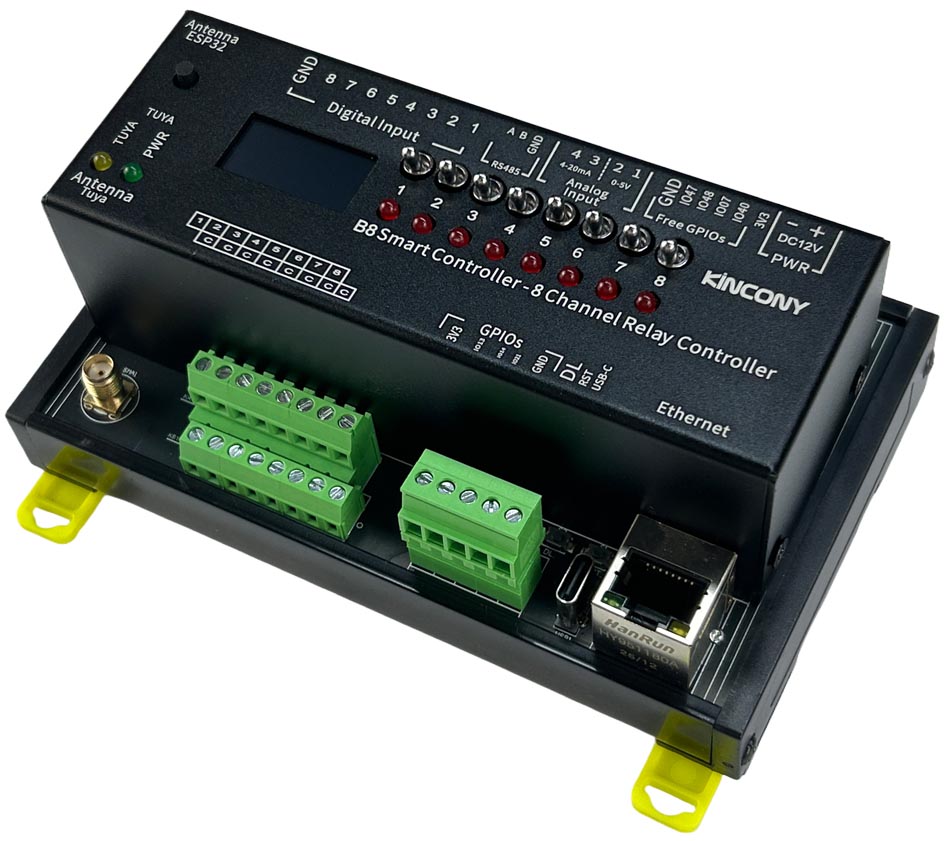 Antenna
ESP32
GND 8 7 6 5 4 3 2 1
Digital Input
A B GND
RS485
4 3 2 1
4-20mA 0-5V
Analog
Input
GND IO47 IO48 IO07 IO40 3V3
Free GPIOs
- +
DC12V
PWR
TUYA TUYA
PWR
Antenna
Tuya
1 2 3 4 5 6 7 8
1 2 3 4 5 6 7 8
C C C C C C C C
B8 Smart Controller - 8 Channel Relay Controller
KINCONY
3V3
GPIOs
GND
DL
RST
USB-C
Ethernet
HanRun
26/12